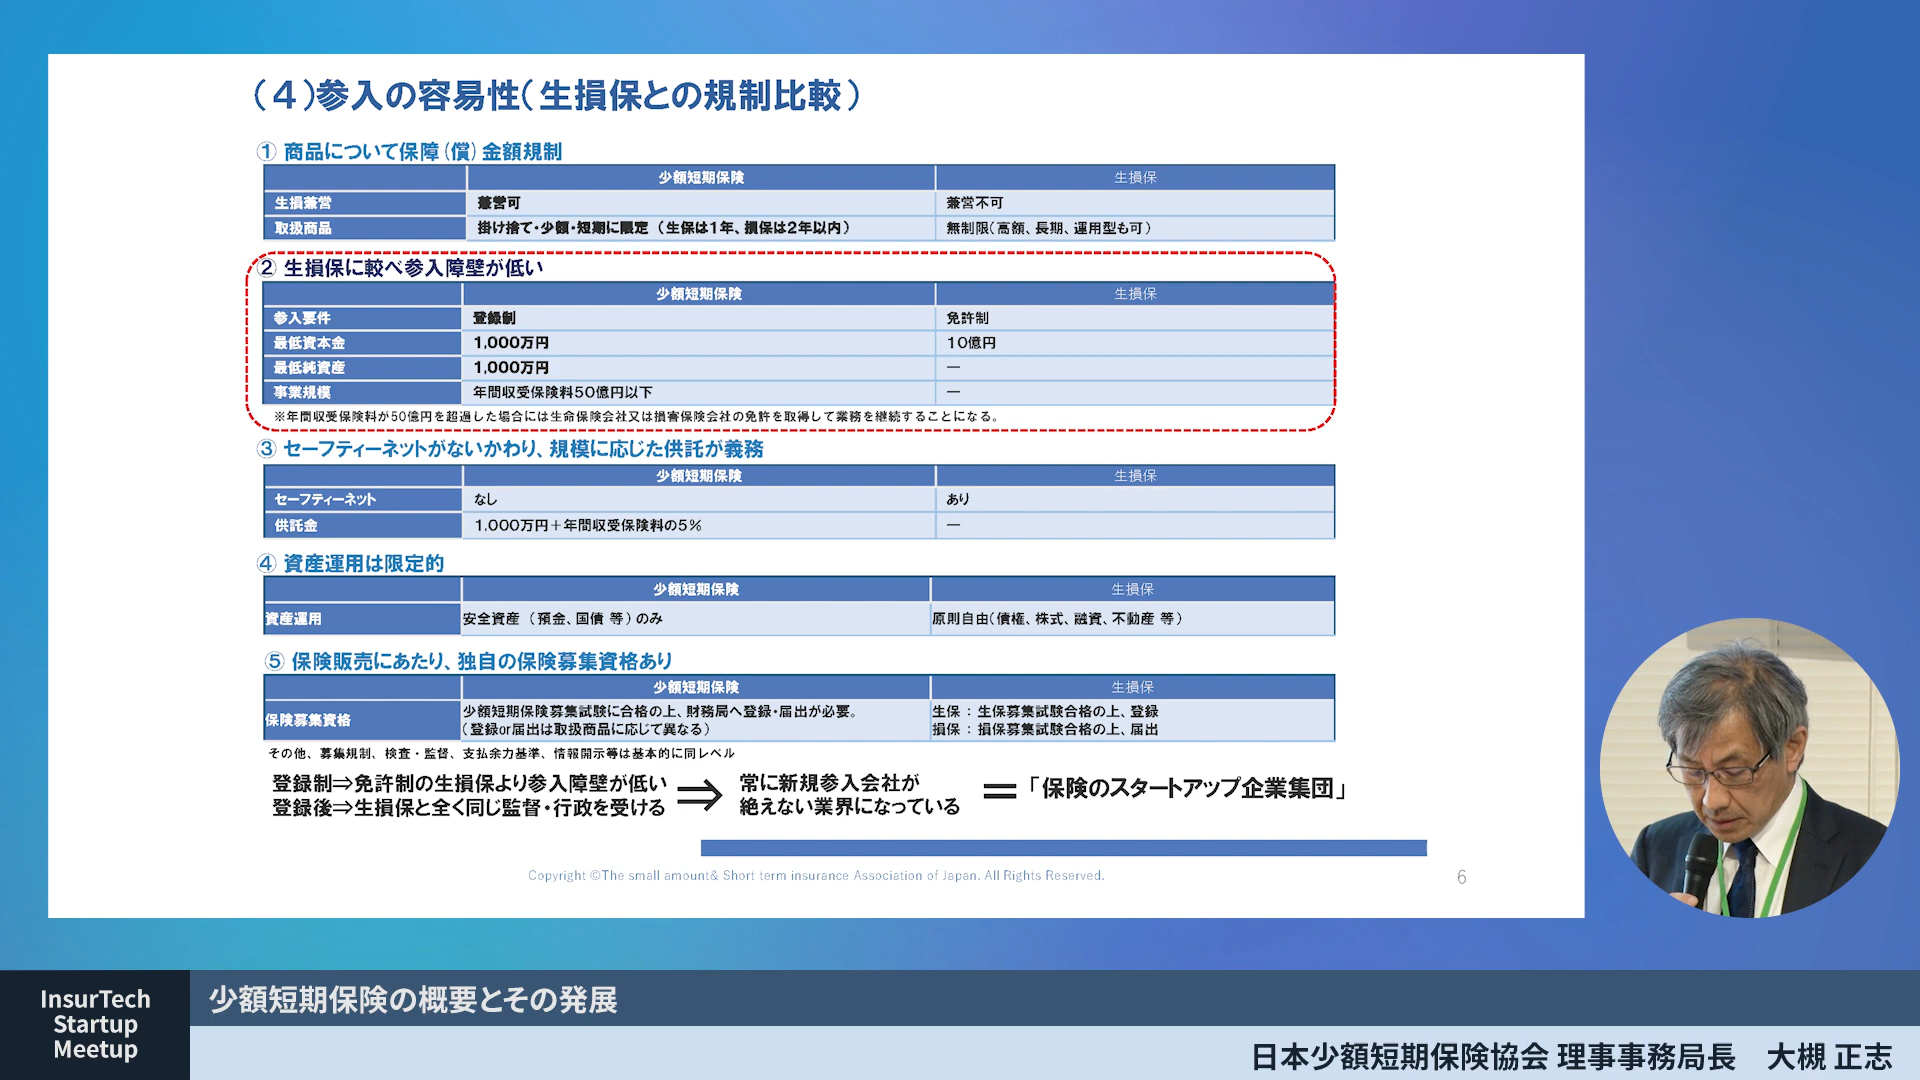 （４）参入の容易性（生損保との規制比較）
① 商品について保障（償）金額規制
少額短期保険 生損保
生損兼営 兼営可 兼営不可
取扱商品 掛け捨て・少額・短期に限定（生保は1年、損保は2年以内） 無制限（高額、長期、運用型も可）
② 生損保に較べ参入障壁が低い
少額短期保険 生損保
参入要件 登録制 免許制
最低資本金 1,000万円 10億円
最低純資産 1,000万円 ―
事業規模 年間収受保険料50億円以下 ―
※年間収受保険料が50億円を超過した場合には生命保険会社又は損害保険会社の免許を取得して業務を継続することになる。
③ セーフティーネットがないかわり、規模に応じた供託が義務
少額短期保険 生損保
セーフティーネット なし あり
供託金 1,000万円＋年間収受保険料の5％ ―
④ 資産運用は限定的
少額短期保険 生損保
資産運用 安全資産（預金、国債 等）のみ 原則自由（債権、株式、融資、不動産 等）
⑤ 保険販売にあたり、独自の保険募集資格あり
少額短期保険 生損保
保険募集資格 少額短期保険募集試験に合格の上、財務局へ登録・届出が必要。 生保：生保募集試験合格の上、登録
（登録or届出は取扱商品に応じて異なる） 損保：損保募集試験合格の上、届出
その他、募集規制、検査・監督、支払余力基準、情報開示等は基本的に同レベル
登録制⇒免許制の生損保より参入障壁が低い ⇒ 常に新規参入会社が ＝「保険のスタートアップ企業集団」
登録後⇒生損保と全く同じ監督・行政を受ける 絶えない業界になっている
Copyright ©The small amount& Short term insurance Association of Japan. All Rights Reserved.
6
InsurTech
Startup
Meetup
少額短期保険の概要とその発展
日本少額短期保険協会 理事事務局長 大槻 正志